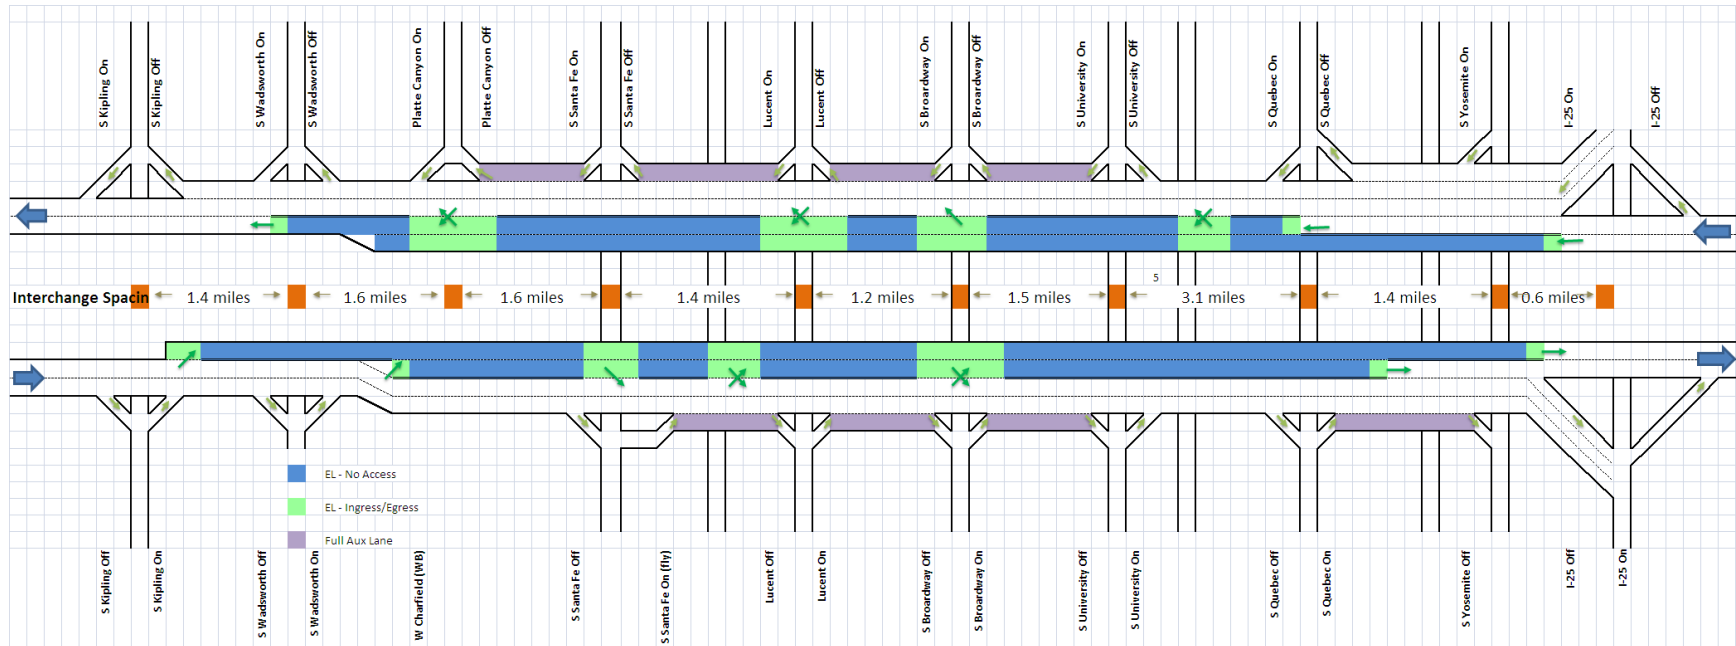 S Kipling On
S Kipling Off
S Wadsworth On
S Wadsworth Off
Platte Canyon On
Platte Canyon Off
S Santa Fe On
S Santa Fe Off
Lucent On
Lucent Off
S Broardway On
S Broardway Off
S University On
S University Off
S Quebec On
S Quebec Off
S Yosemite On
I-25 On
I-25 Off
5
Interchange Spacin
1.4 miles
1.6 miles
1.6 miles
1.4 miles
1.2 miles
1.5 miles
3.1 miles
1.4 miles
0.6 miles
EL - No Access
EL - Ingress/Egress
Full Aux Lane
S Kipling Off
S Kipling On
S Wadsworth Off
S Wadsworth On
W Charfield (WB)
S Santa Fe Off
S Santa Fe On (fly)
Lucent Off
Lucent On
S Broardway Off
S Broardway On
S University Off
S University On
S Quebec Off
S Quebec On
S Yosemite Off
I-25 Off
I-25 On